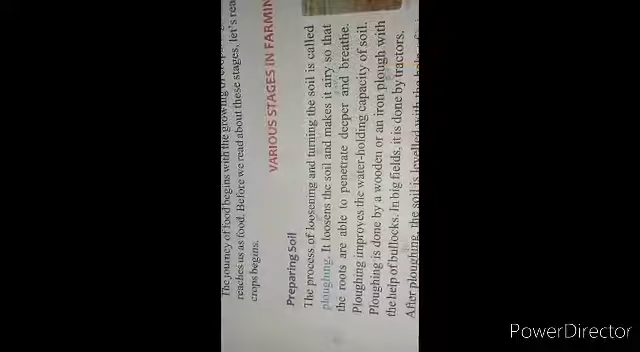 The journey of food begins with the growing of
reaches us as food. Before we read about these stages, let's rea
crops begins.
VARIOUS STAGES IN FARMIN
Preparing Soil
The process of loosening and turning the soil is called
ploughing. It loosens the soil and makes it airy so that
the roots are able to penetrate deeper and breathe.
Ploughing improves the water-holding capacity of soil.
Ploughing is done by a wooden or an iron plough with
the help of bullocks. In big fields, it is done by tractors.
After ploughing, the soil is levelled with the
PowerDirector